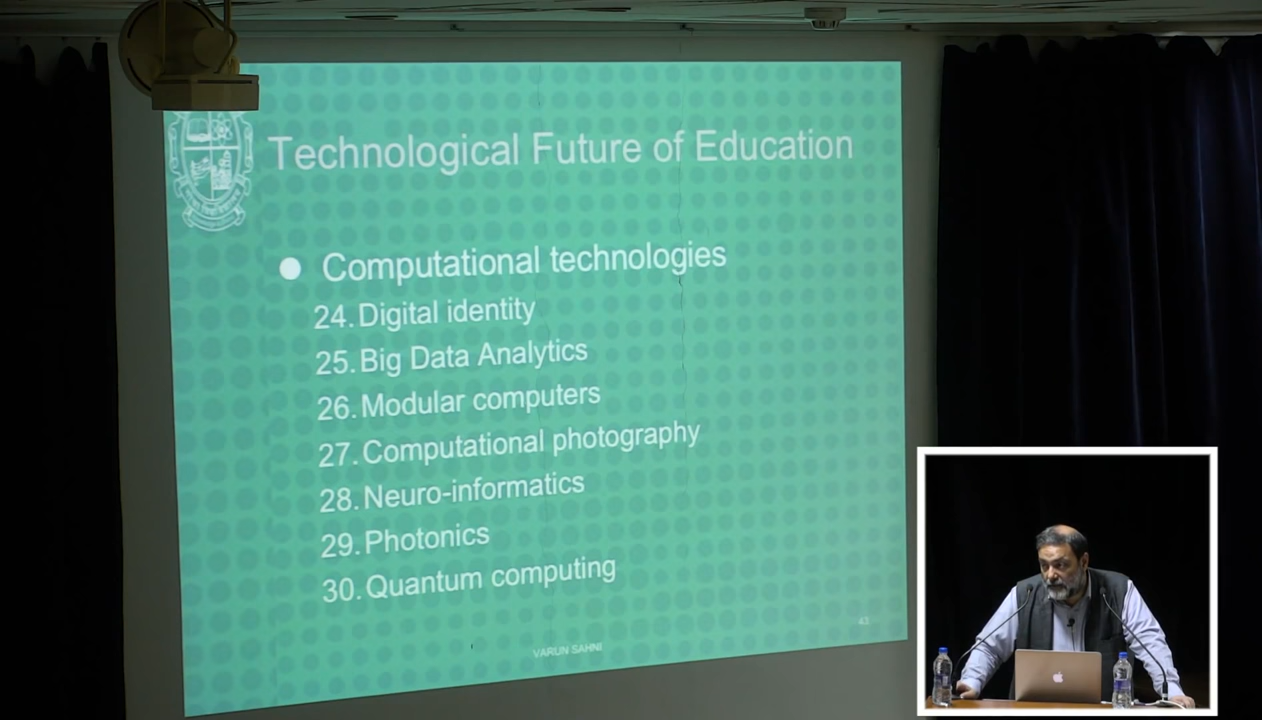 Technological Future of Education
Computational technologies
24. Digital identity
25. Big Data Analytics
26. Modular computers
27. Computational photography
28. Neuro-informatics
29. Photonics
30. Quantum computing
VARUN SAHNI
43